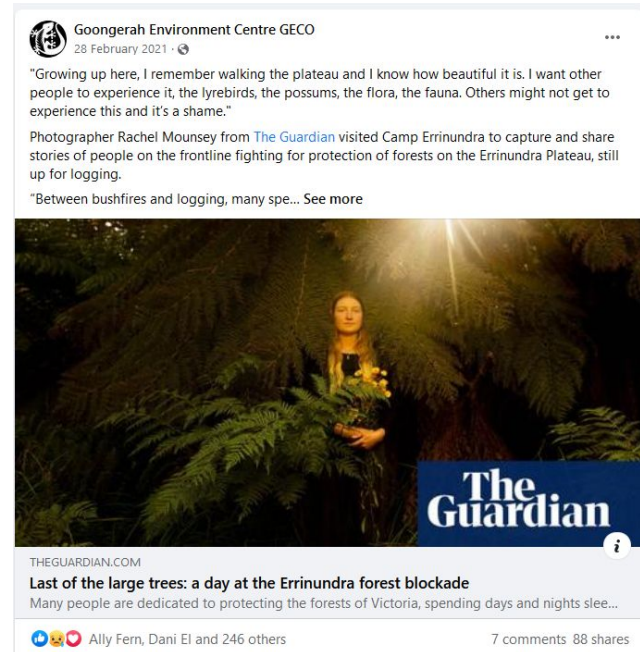 Goongerah Environment Centre GECO
28 February 2021 ·
"Growing up here, I remember walking the plateau and I know how beautiful it is. I want other
people to experience it, the lyrebirds, the possums, the flora, the fauna. Others might not get to
experience this and it's a shame."
Photographer Rachel Mounsey from The Guardian visited Camp Errinundra to capture and share
stories of people on the frontline fighting for protection of forests on the Errinundra Plateau, still
up for logging.
"Between bushfires and logging, many spe... See more
The
Guardian
i
THEGUARDIAN.COM
Last of the large trees: a day at the Errinundra forest blockade
Many people are dedicated to protecting the forests of Victoria, spending days and nights slee...
Ally Fern, Dani El and 246 others 7 comments 88 shares